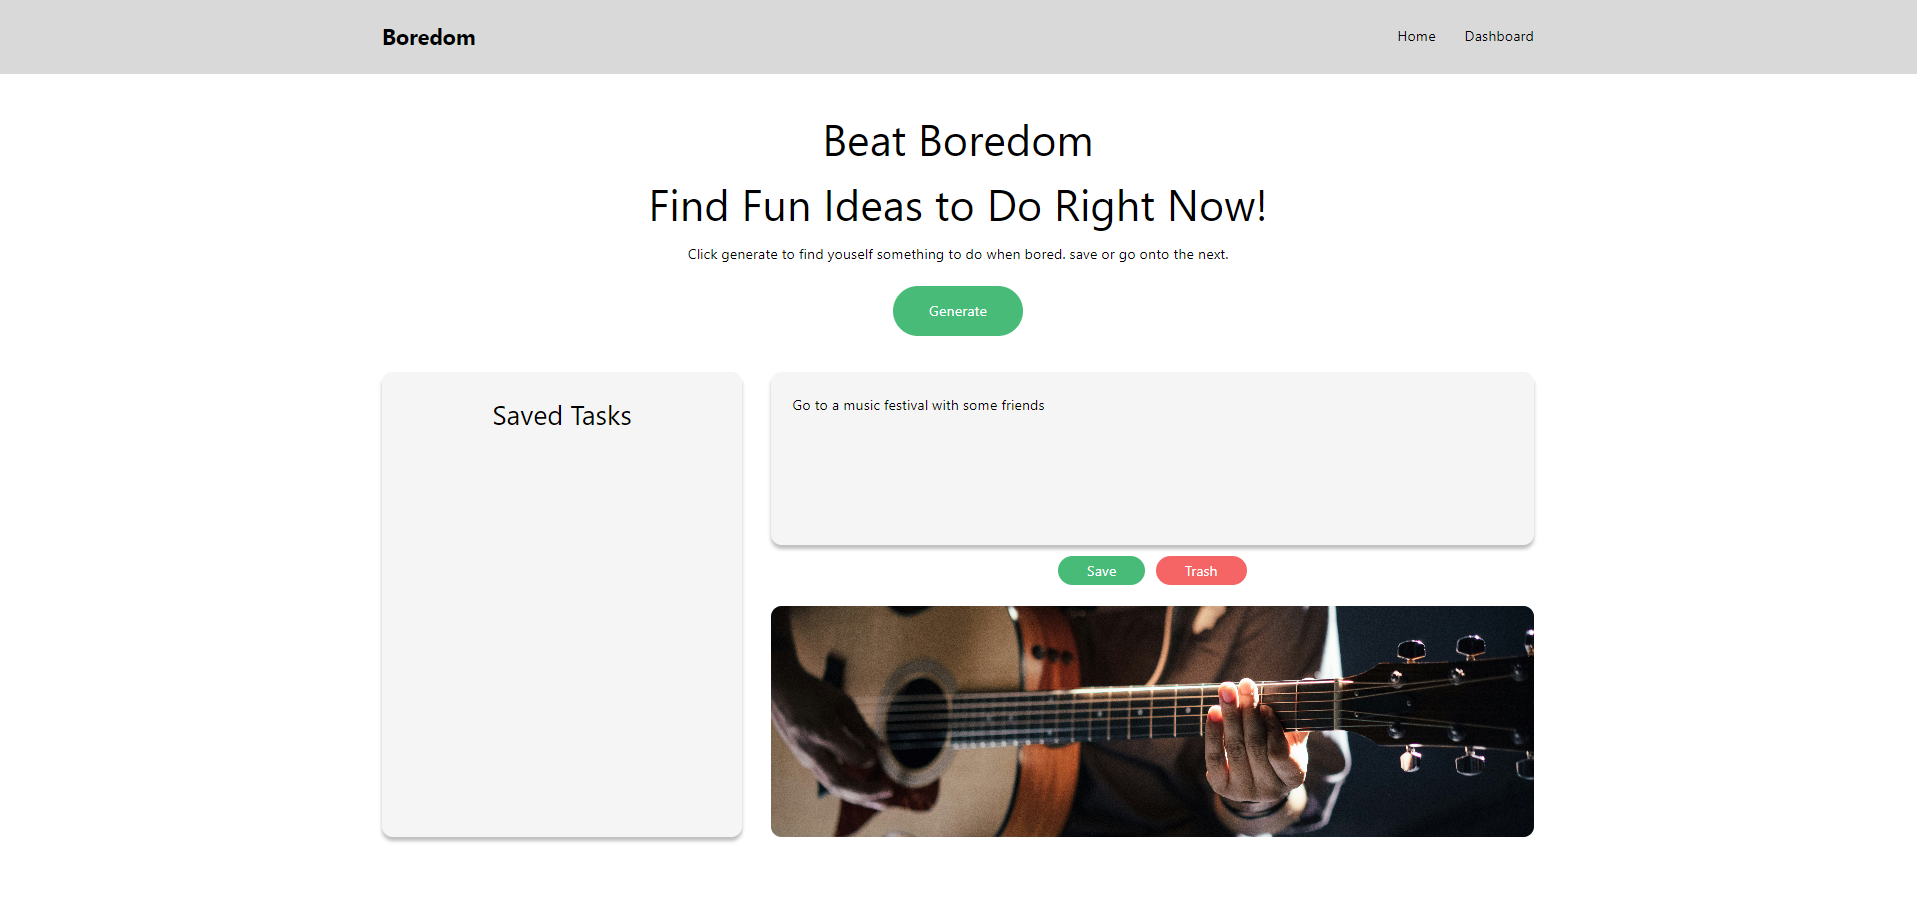 Boredom
Home
Dashboard
Beat Boredom
Find Fun Ideas to Do Right Now!
Click generate to find youself something to do when bored. save or go onto the next.
Generate
Saved Tasks
Go to a music festival with some friends
Save
Trash